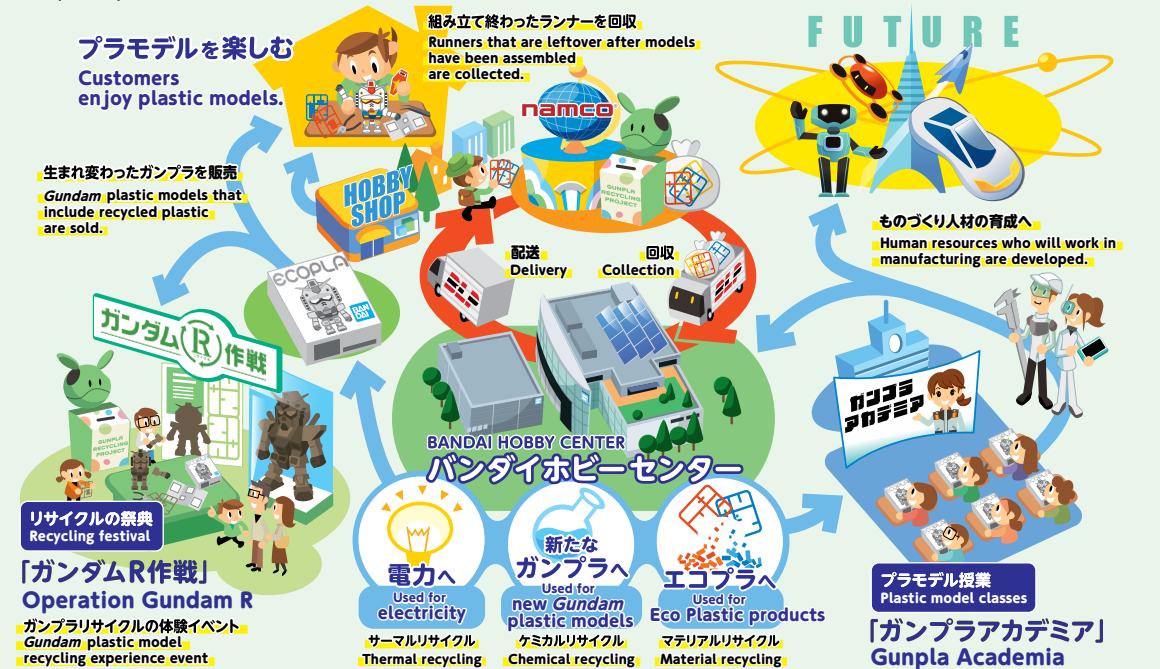 プラモデルを楽しむ
Customers
enjoy plastic models.
組み立て終わったランナーを回収
Runners that are leftover after models
have been assembled
are collected.
namco
FUTURE
生まれ変わったガンプラを販売
Gundam plastic models that
include recycled plastic
are sold.
HOBBY
SHOP
GUNPLA
RECYCLING
PROJECT
配送
Delivery
回収
Collection
ものづくり人材の育成へ
Human resources who will work in
manufacturing are developed.
ECOPLA
BAN
DAI
ガンダムR作戦
GUNPLA
RECYCLING
PROJECT
ガンプラ
アカデミア
BANDAI HOBBY CENTER
バンダイホビーセンター
リサイクルの祭典
Recycling festival
「ガンダムR作戦」
Operation Gundam R
ガンプラリサイクルの体験イベント
Gundam plastic model
recycling experience event
電力へ
Used for
electricity
サーマルリサイクル
Thermal recycling
新たな
ガンプラへ
Used for
new Gundam
plastic models
ケミカルリサイクル
Chemical recycling
エコプラへ
Used for
Eco Plastic products
マテリアルリサイクル
Material recycling
プラモデル授業
Plastic model classes
「ガンプラアカデミア」
Gunpla Academia